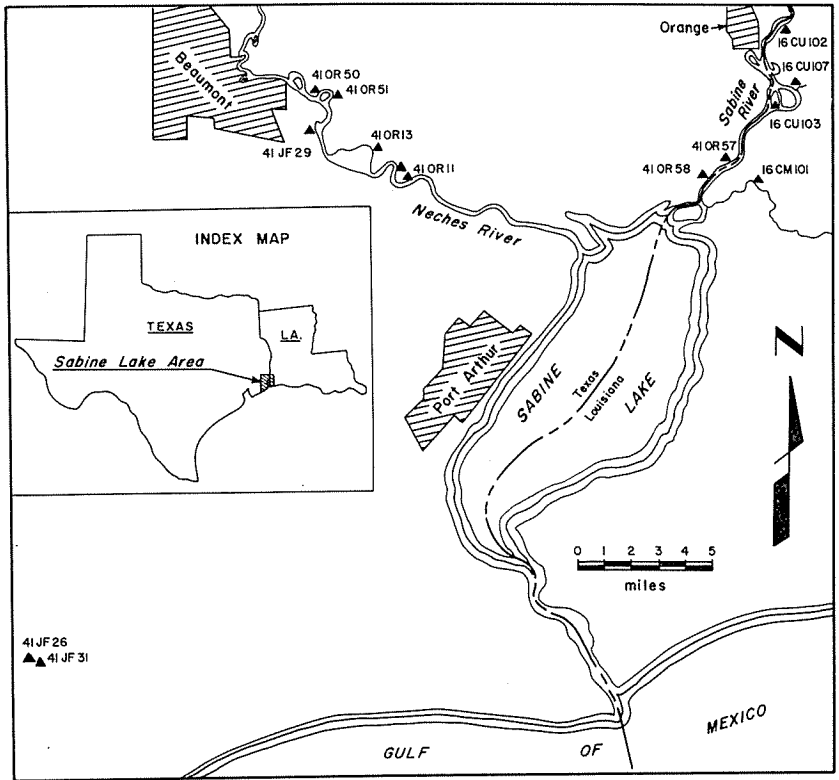 Orange
16 CU 102
16 CU 107
16 CU 103
Sabine River
Beaumont
41 OR 50
41 OR 51
41 JF 29
41 OR 13
41 OR 11
41 OR 57
41 OR 58
16 CM 101
Neches River
INDEX MAP
TEXAS
LA.
Sabine Lake Area
Port Arthur
SABINE
LAKE
Texas
Louisiana
N
0 1 2 3 4 5
miles
41 JF 26
41 JF 31
GULF OF MEXICO